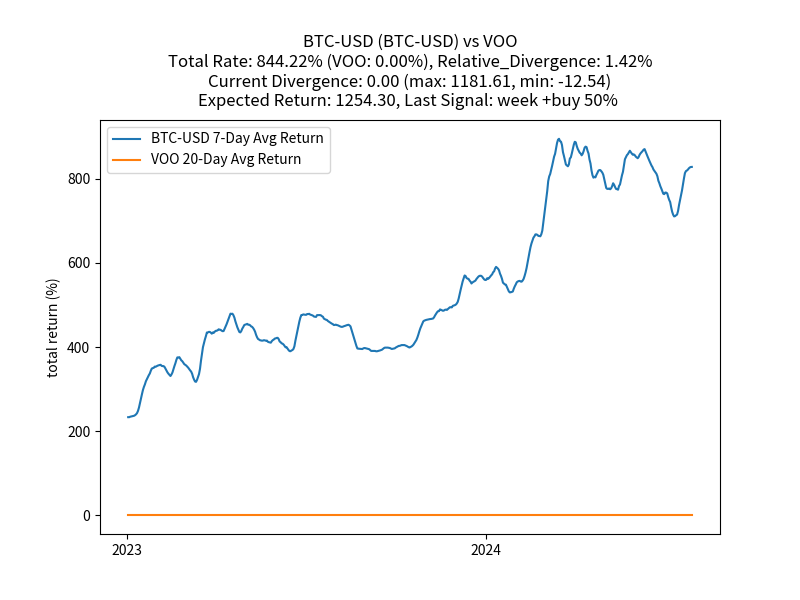 BTC-USD (BTC-USD) vs VOO
Total Rate: 844.22% (VOO: 0.00%), Relative_Divergence: 1.42%
Current Divergence: 0.00 (max: 1181.61, min: -12.54)
Expected Return: 1254.30, Last Signal: week +buy 50%
BTC-USD 7-Day Avg Return
VOO 20-Day Avg Return
total return (%)
800
600
400
200
0
2023
2024